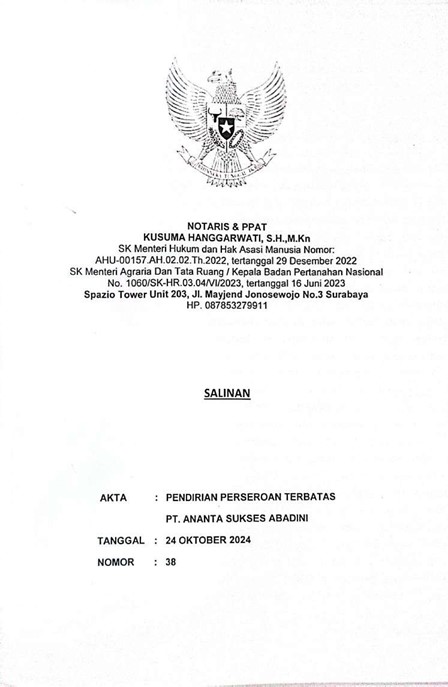 NOTARIS & PPAT
KUSUMA HANGGARWATI, S.H.,M.Kn
SK Menteri Hukum dan Hak Asasi Manusia Nomor:
AHU-00157.AH.02.02.Th.2022, tertanggal 29 Desember 2022
SK Menteri Agraria Dan Tata Ruang / Kepala Badan Pertanahan Nasional
No. 1060/SK-HR.03.04/VI/2023, tertanggal 16 Juni 2023
Spazio Tower Unit 203, Jl. Mayjend Jonosewojo No.3 Surabaya
HP. 087853279911
SALINAN
AKTA : PENDIRIAN PERSEROAN TERBATAS
PT. ANANTA SUKSES ABADINI
TANGGAL : 24 OKTOBER 2024
NOMOR : 38